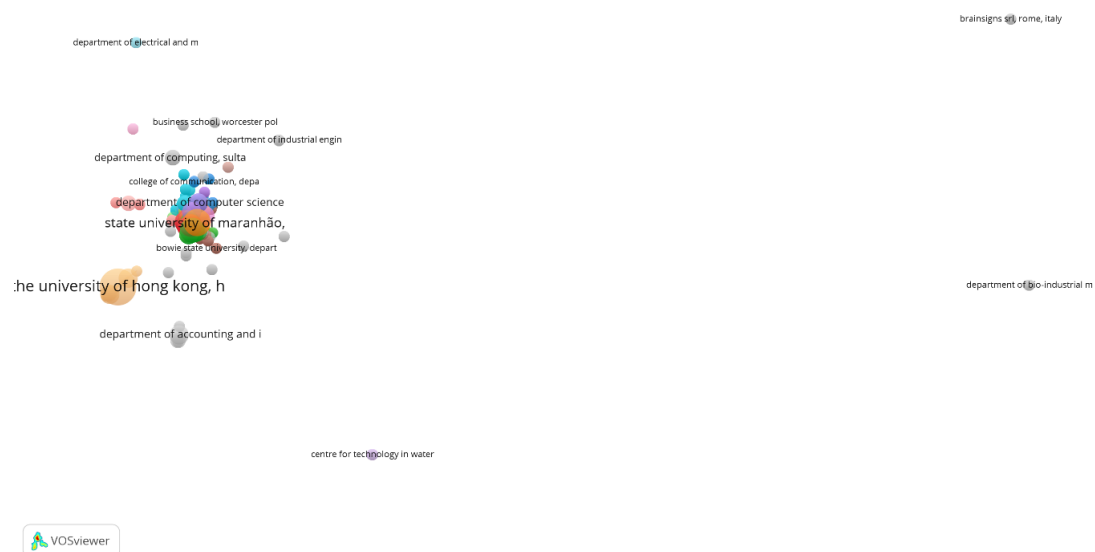 brainsigns srl, rome, italy
department of electrical and m
business school, worcester pol
department of industrial engin
department of computing, sulta
college of communication, depa
department of computer science
state university of maranhão,
bowie state university, depart
the university of hong kong, h
department of bio-industrial m
department of accounting and i
centre for technology in water
VOSviewer